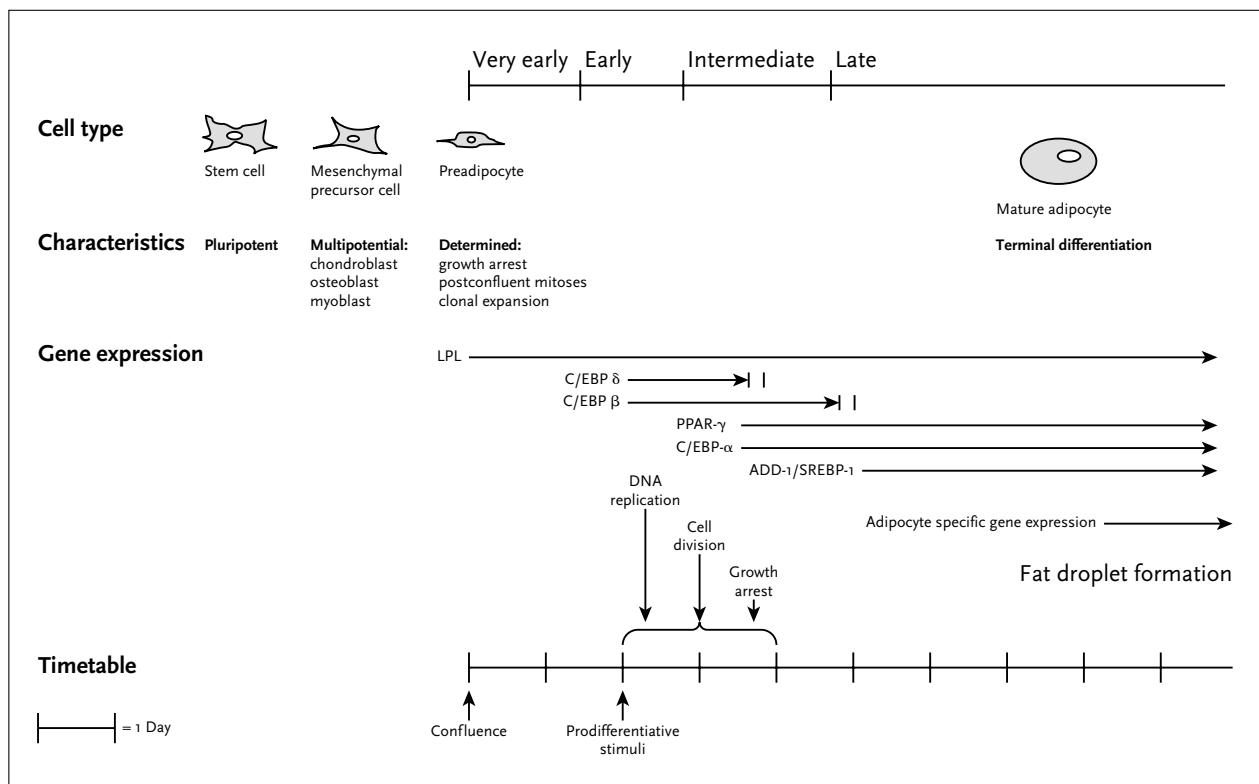 Very early
Early
Intermediate
Late
Cell type
Stem cell
Mesenchymal
precursor cell
Preadipocyte
Mature adipocyte
Characteristics
Pluripotent
Multipotential:
chondroblast
osteoblast
myoblast
Determined:
growth arrest
postconfluent mitoses
clonal expansion
Terminal differentiation
Gene expression
LPL
C/EBP δ
C/EBP β
PPAR-γ
C/EBP-α
ADD-1/SREBP-1
DNA
replication
Adipocyte specific gene expression
Cell
division
Growth
arrest
Fat droplet formation
Timetable
= 1 Day
Confluence
Prodifferentiative
stimuli